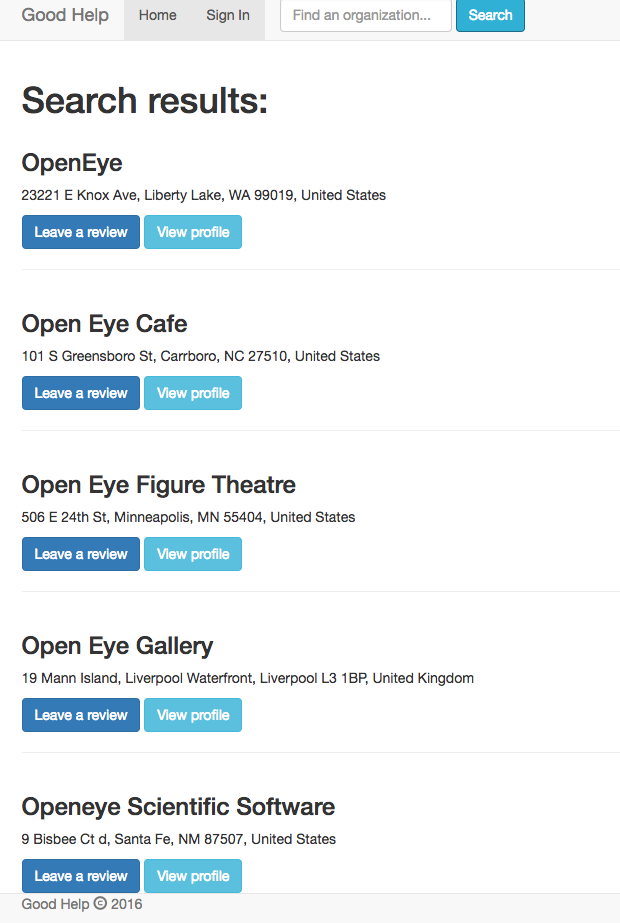 Good Help Home Sign In Find an organization... Search
Search results:
OpenEye
23221 E Knox Ave, Liberty Lake, WA 99019, United States
Leave a review View profile
Open Eye Cafe
101 S Greensboro St, Carrboro, NC 27510, United States
Leave a review View profile
Open Eye Figure Theatre
506 E 24th St, Minneapolis, MN 55404, United States
Leave a review View profile
Open Eye Gallery
19 Mann Island, Liverpool Waterfront, Liverpool L3 1BP, United Kingdom
Leave a review View profile
Openeye Scientific Software
9 Bisbee Ct d, Santa Fe, NM 87507, United States
Leave a review View profile
Good Help © 2016